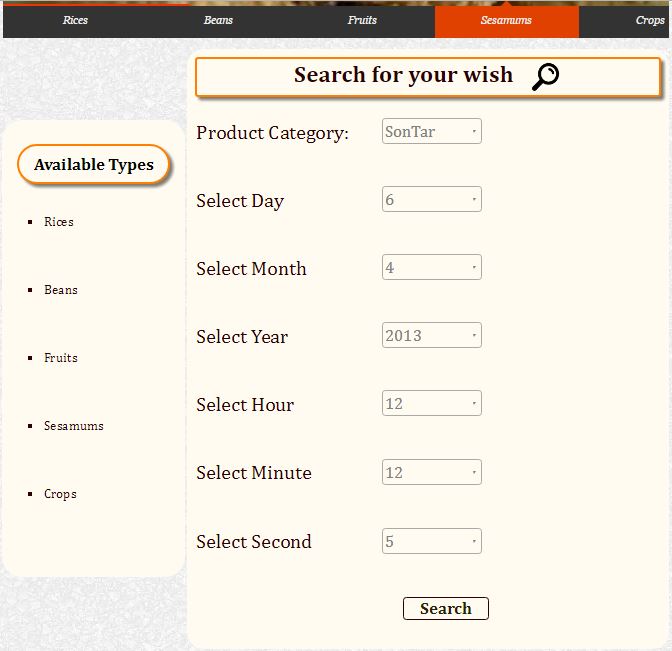 Rices Beans Fruits Sesamums Crops
Search for your wish
Available Types
Rices
Beans
Fruits
Sesamums
Crops
Product Category: SonTar
Select Day 6
Select Month 4
Select Year 2013
Select Hour 12
Select Minute 12
Select Second 5
Search